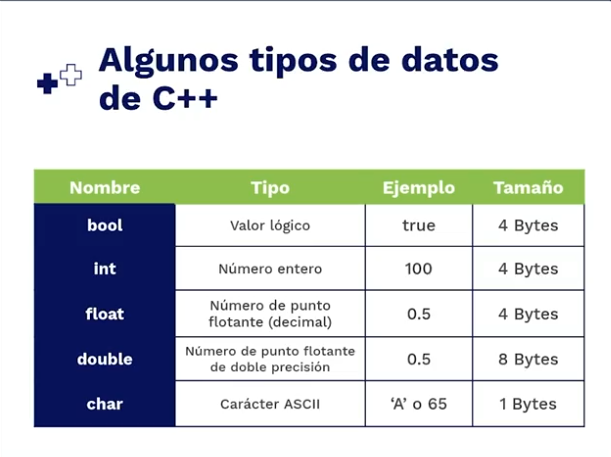 Algunos tipos de datos
de C++
Nombre Tipo Ejemplo Tamaño
bool Valor lógico true 4 Bytes
int Número entero 100 4 Bytes
float Número de punto flotante (decimal) 0.5 4 Bytes
double Número de punto flotante de doble precisión 0.5 8 Bytes
char Carácter ASCII ‘A’ o 65 1 Bytes